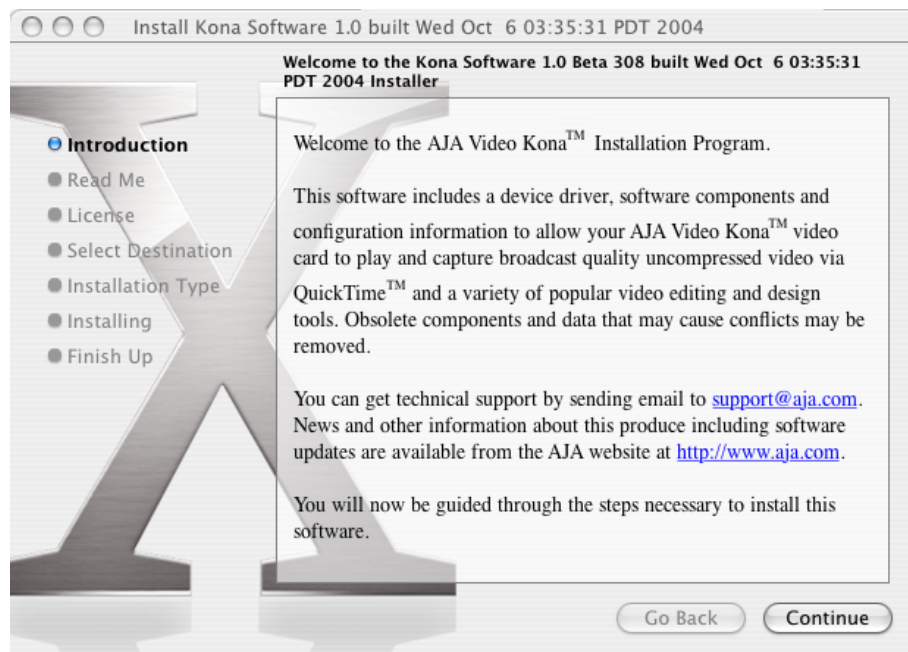 Install Kona Software 1.0 built Wed Oct  6 03:35:31 PDT 2004
Welcome to the Kona Software 1.0 Beta 308 built Wed Oct  6 03:35:31
PDT 2004 Installer
Introduction
Read Me
License
Select Destination
Installation Type
Installing
Finish Up
Welcome to the AJA Video Kona™ Installation Program.
This software includes a device driver, software components and
configuration information to allow your AJA Video Kona™ video
card to play and capture broadcast quality uncompressed video via
QuickTime™ and a variety of popular video editing and design
tools. Obsolete components and data that may cause conflicts may be
removed.
You can get technical support by sending email to support@aja.com.
News and other information about this produce including software
updates are available from the AJA website at http://www.aja.com.
You will now be guided through the steps necessary to install this
software.
Go Back
Continue